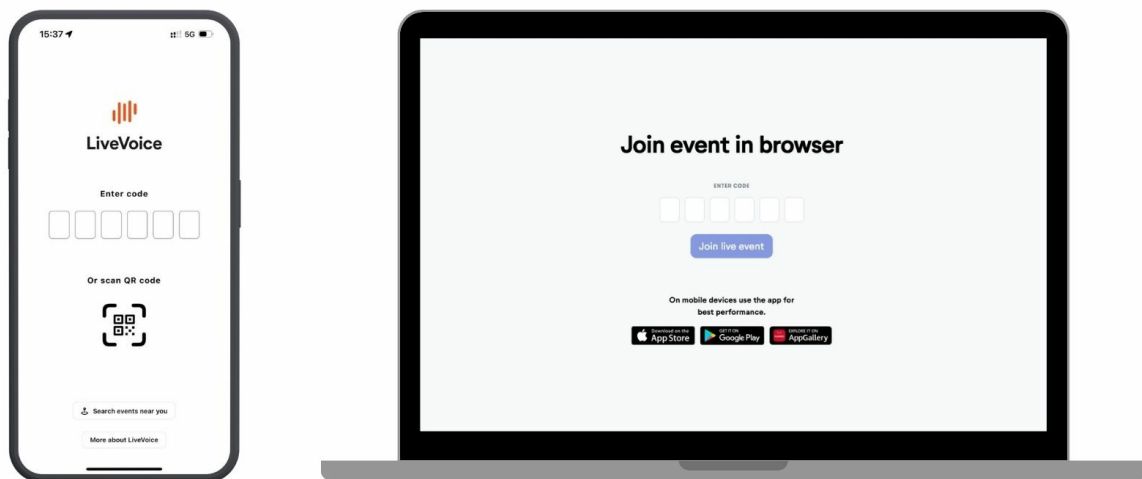 15:37
5G
LiveVoice
Enter code
Or scan QR code
Search events near you
More about LiveVoice
Join event in browser
ENTER CODE
Join live event
On mobile devices use the app for
best performance.
Download on the
App Store
GET IT ON
Google Play
EXPLORE IT ON
AppGallery